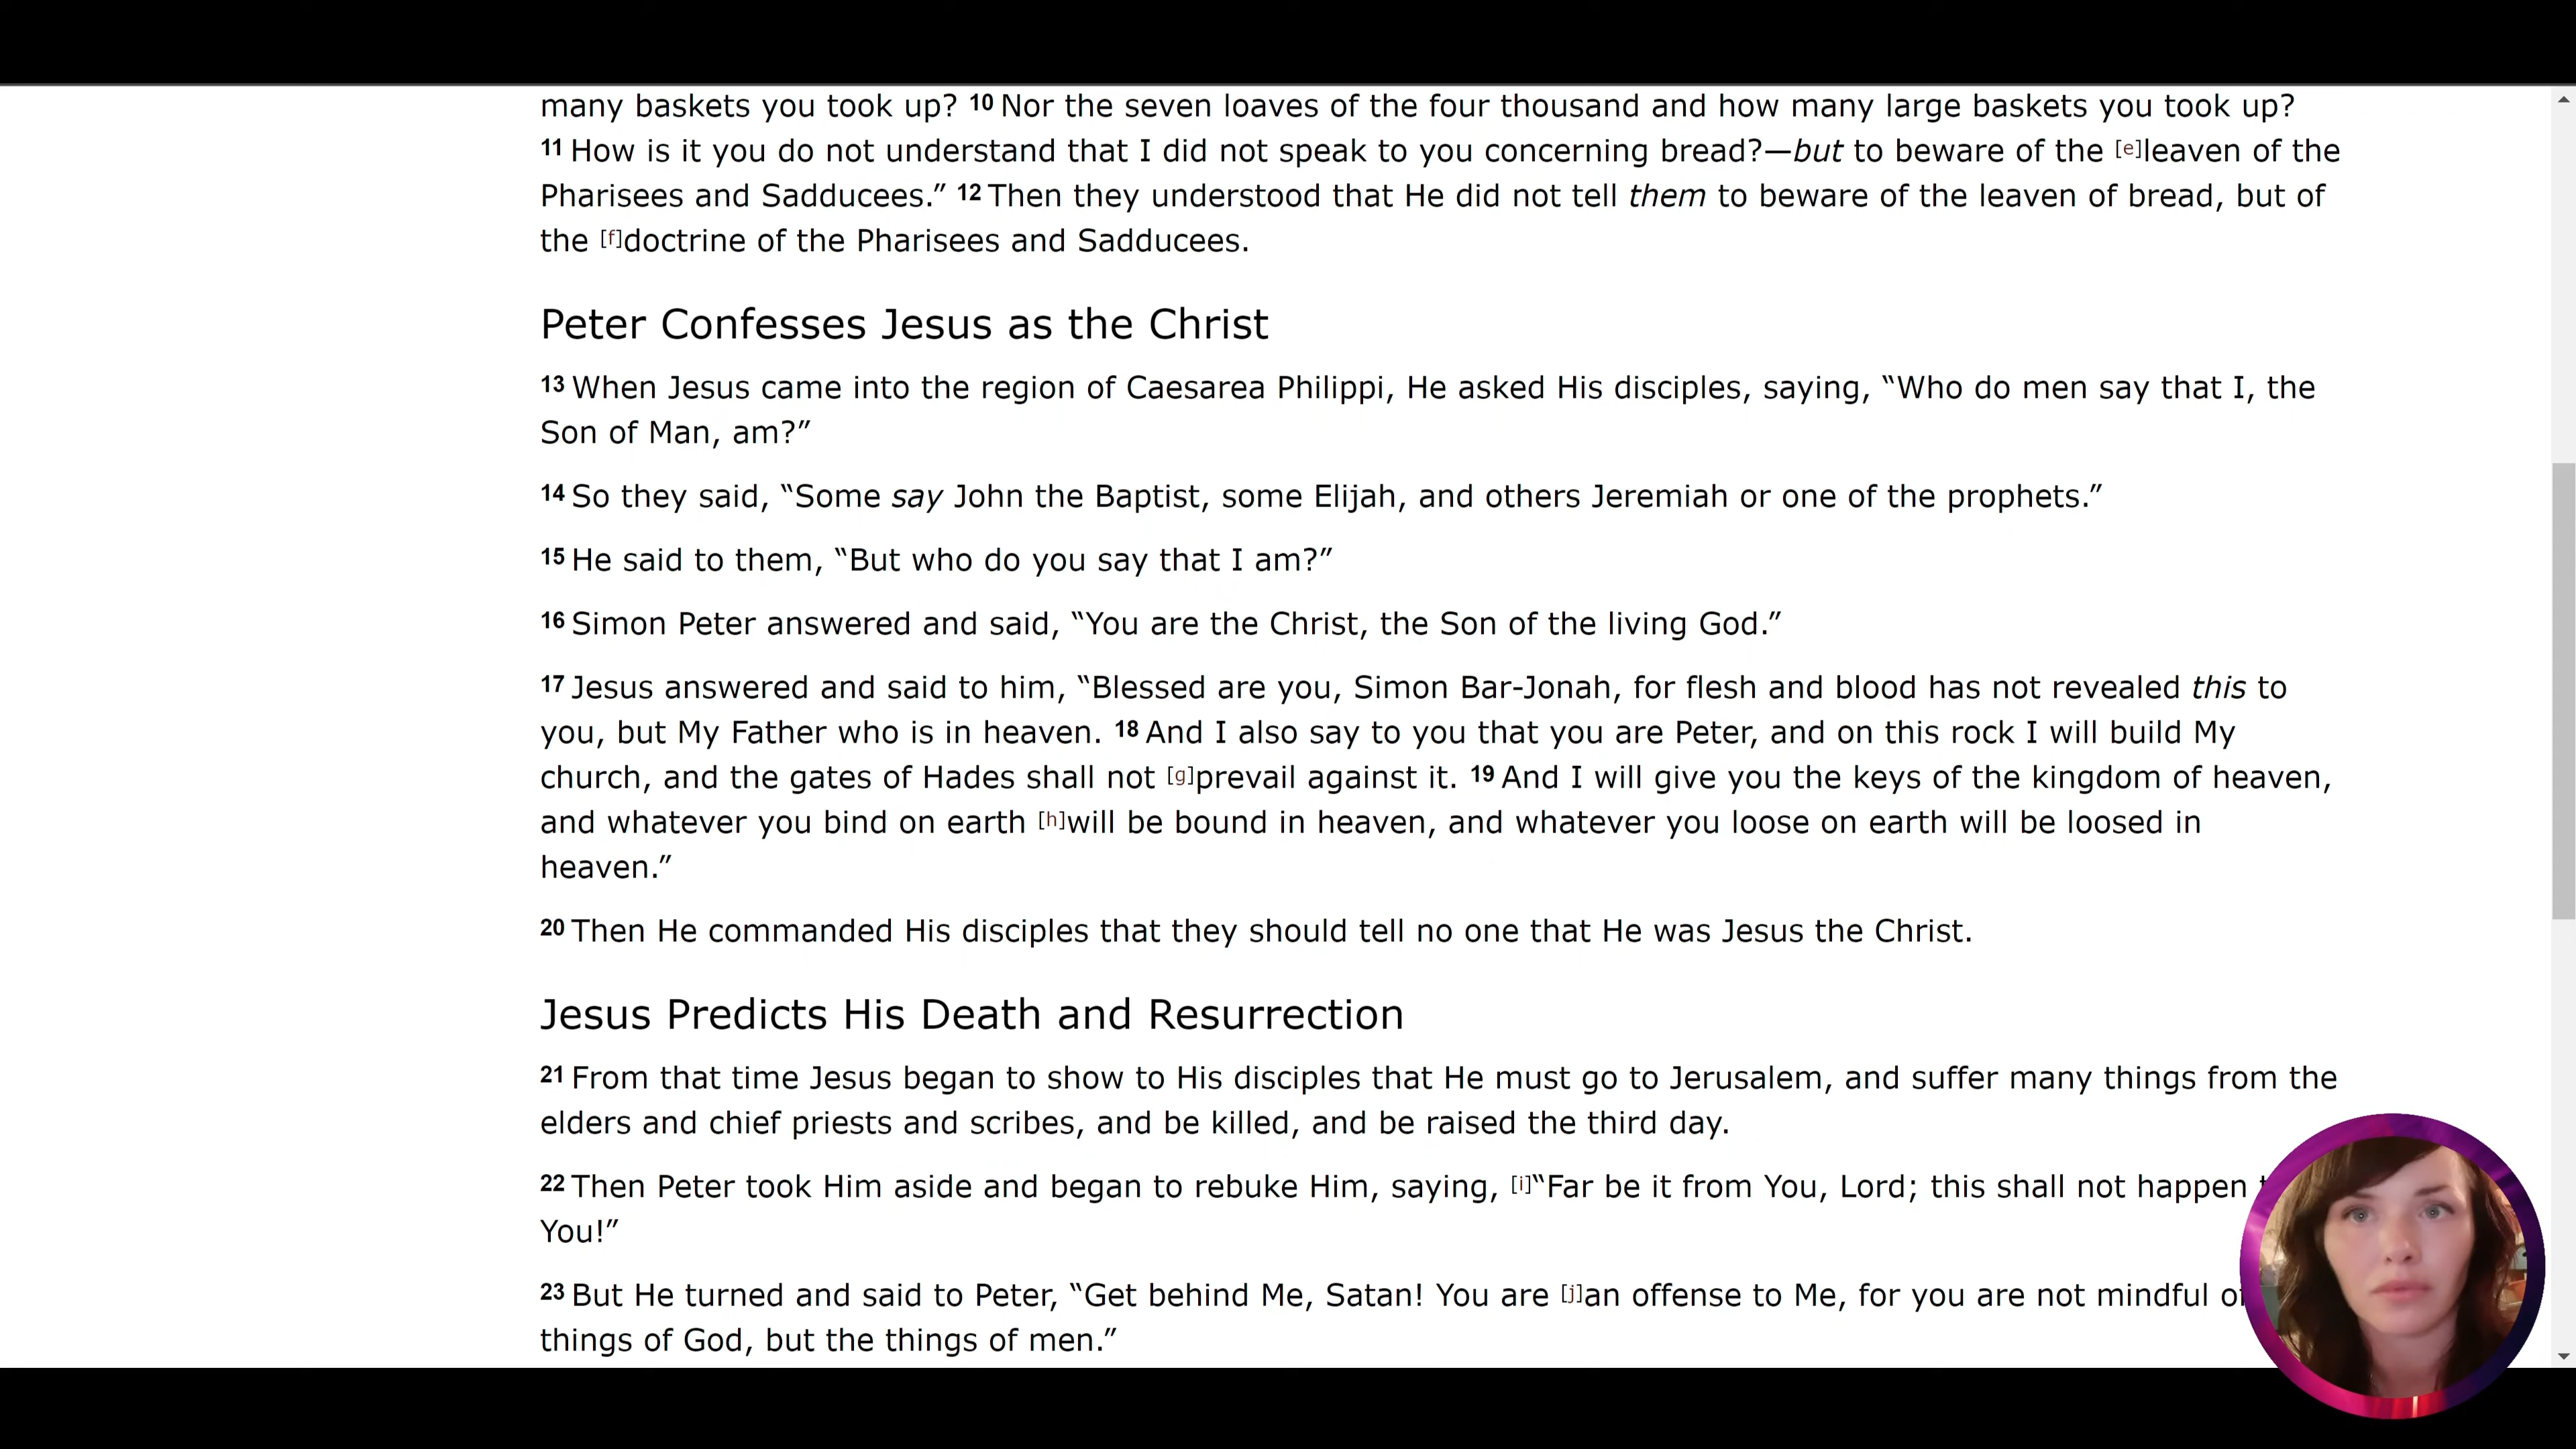 many baskets you took up? 10 Nor the seven loaves of the four thousand and how many large baskets you took up?
11 How is it you do not understand that I did not speak to you concerning bread?—but to beware of the [e]leaven of the
Pharisees and Sadducees.” 12 Then they understood that He did not tell them to beware of the leaven of bread, but of
the [f]doctrine of the Pharisees and Sadducees.
Peter Confesses Jesus as the Christ
13 When Jesus came into the region of Caesarea Philippi, He asked His disciples, saying, “Who do men say that I, the
Son of Man, am?”
14 So they said, “Some say John the Baptist, some Elijah, and others Jeremiah or one of the prophets.”
15 He said to them, “But who do you say that I am?”
16 Simon Peter answered and said, “You are the Christ, the Son of the living God.”
17 Jesus answered and said to him, “Blessed are you, Simon Bar-Jonah, for flesh and blood has not revealed this to
you, but My Father who is in heaven. 18 And I also say to you that you are Peter, and on this rock I will build My
church, and the gates of Hades shall not [g]prevail against it. 19 And I will give you the keys of the kingdom of heaven,
and whatever you bind on earth [h]will be bound in heaven, and whatever you loose on earth will be loosed in
heaven.”
20 Then He commanded His disciples that they should tell no one that He was Jesus the Christ.
Jesus Predicts His Death and Resurrection
21 From that time Jesus began to show to His disciples that He must go to Jerusalem, and suffer many things from the
elders and chief priests and scribes, and be killed, and be raised the third day.
22 Then Peter took Him aside and began to rebuke Him, saying, [i]“Far be it from You, Lord; this shall not happen
You!”
23 But He turned and said to Peter, “Get behind Me, Satan! You are [j]an offense to Me, for you are not mindful
things of God, but the things of men.”